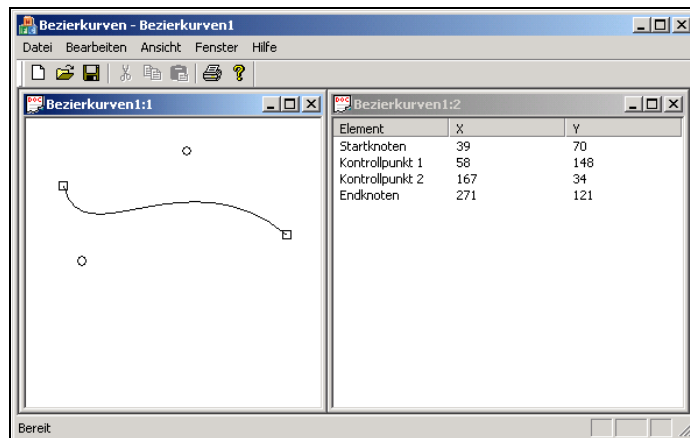 Bezierkurven - Bezierkurven1
Datei Bearbeiten Ansicht Fenster Hilfe
Bezierkurven1:1
Bezierkurven1:2
Element X Y
Startknoten 39 70
Kontrollpunkt 1 58 148
Kontrollpunkt 2 167 34
Endknoten 271 121
Bereit